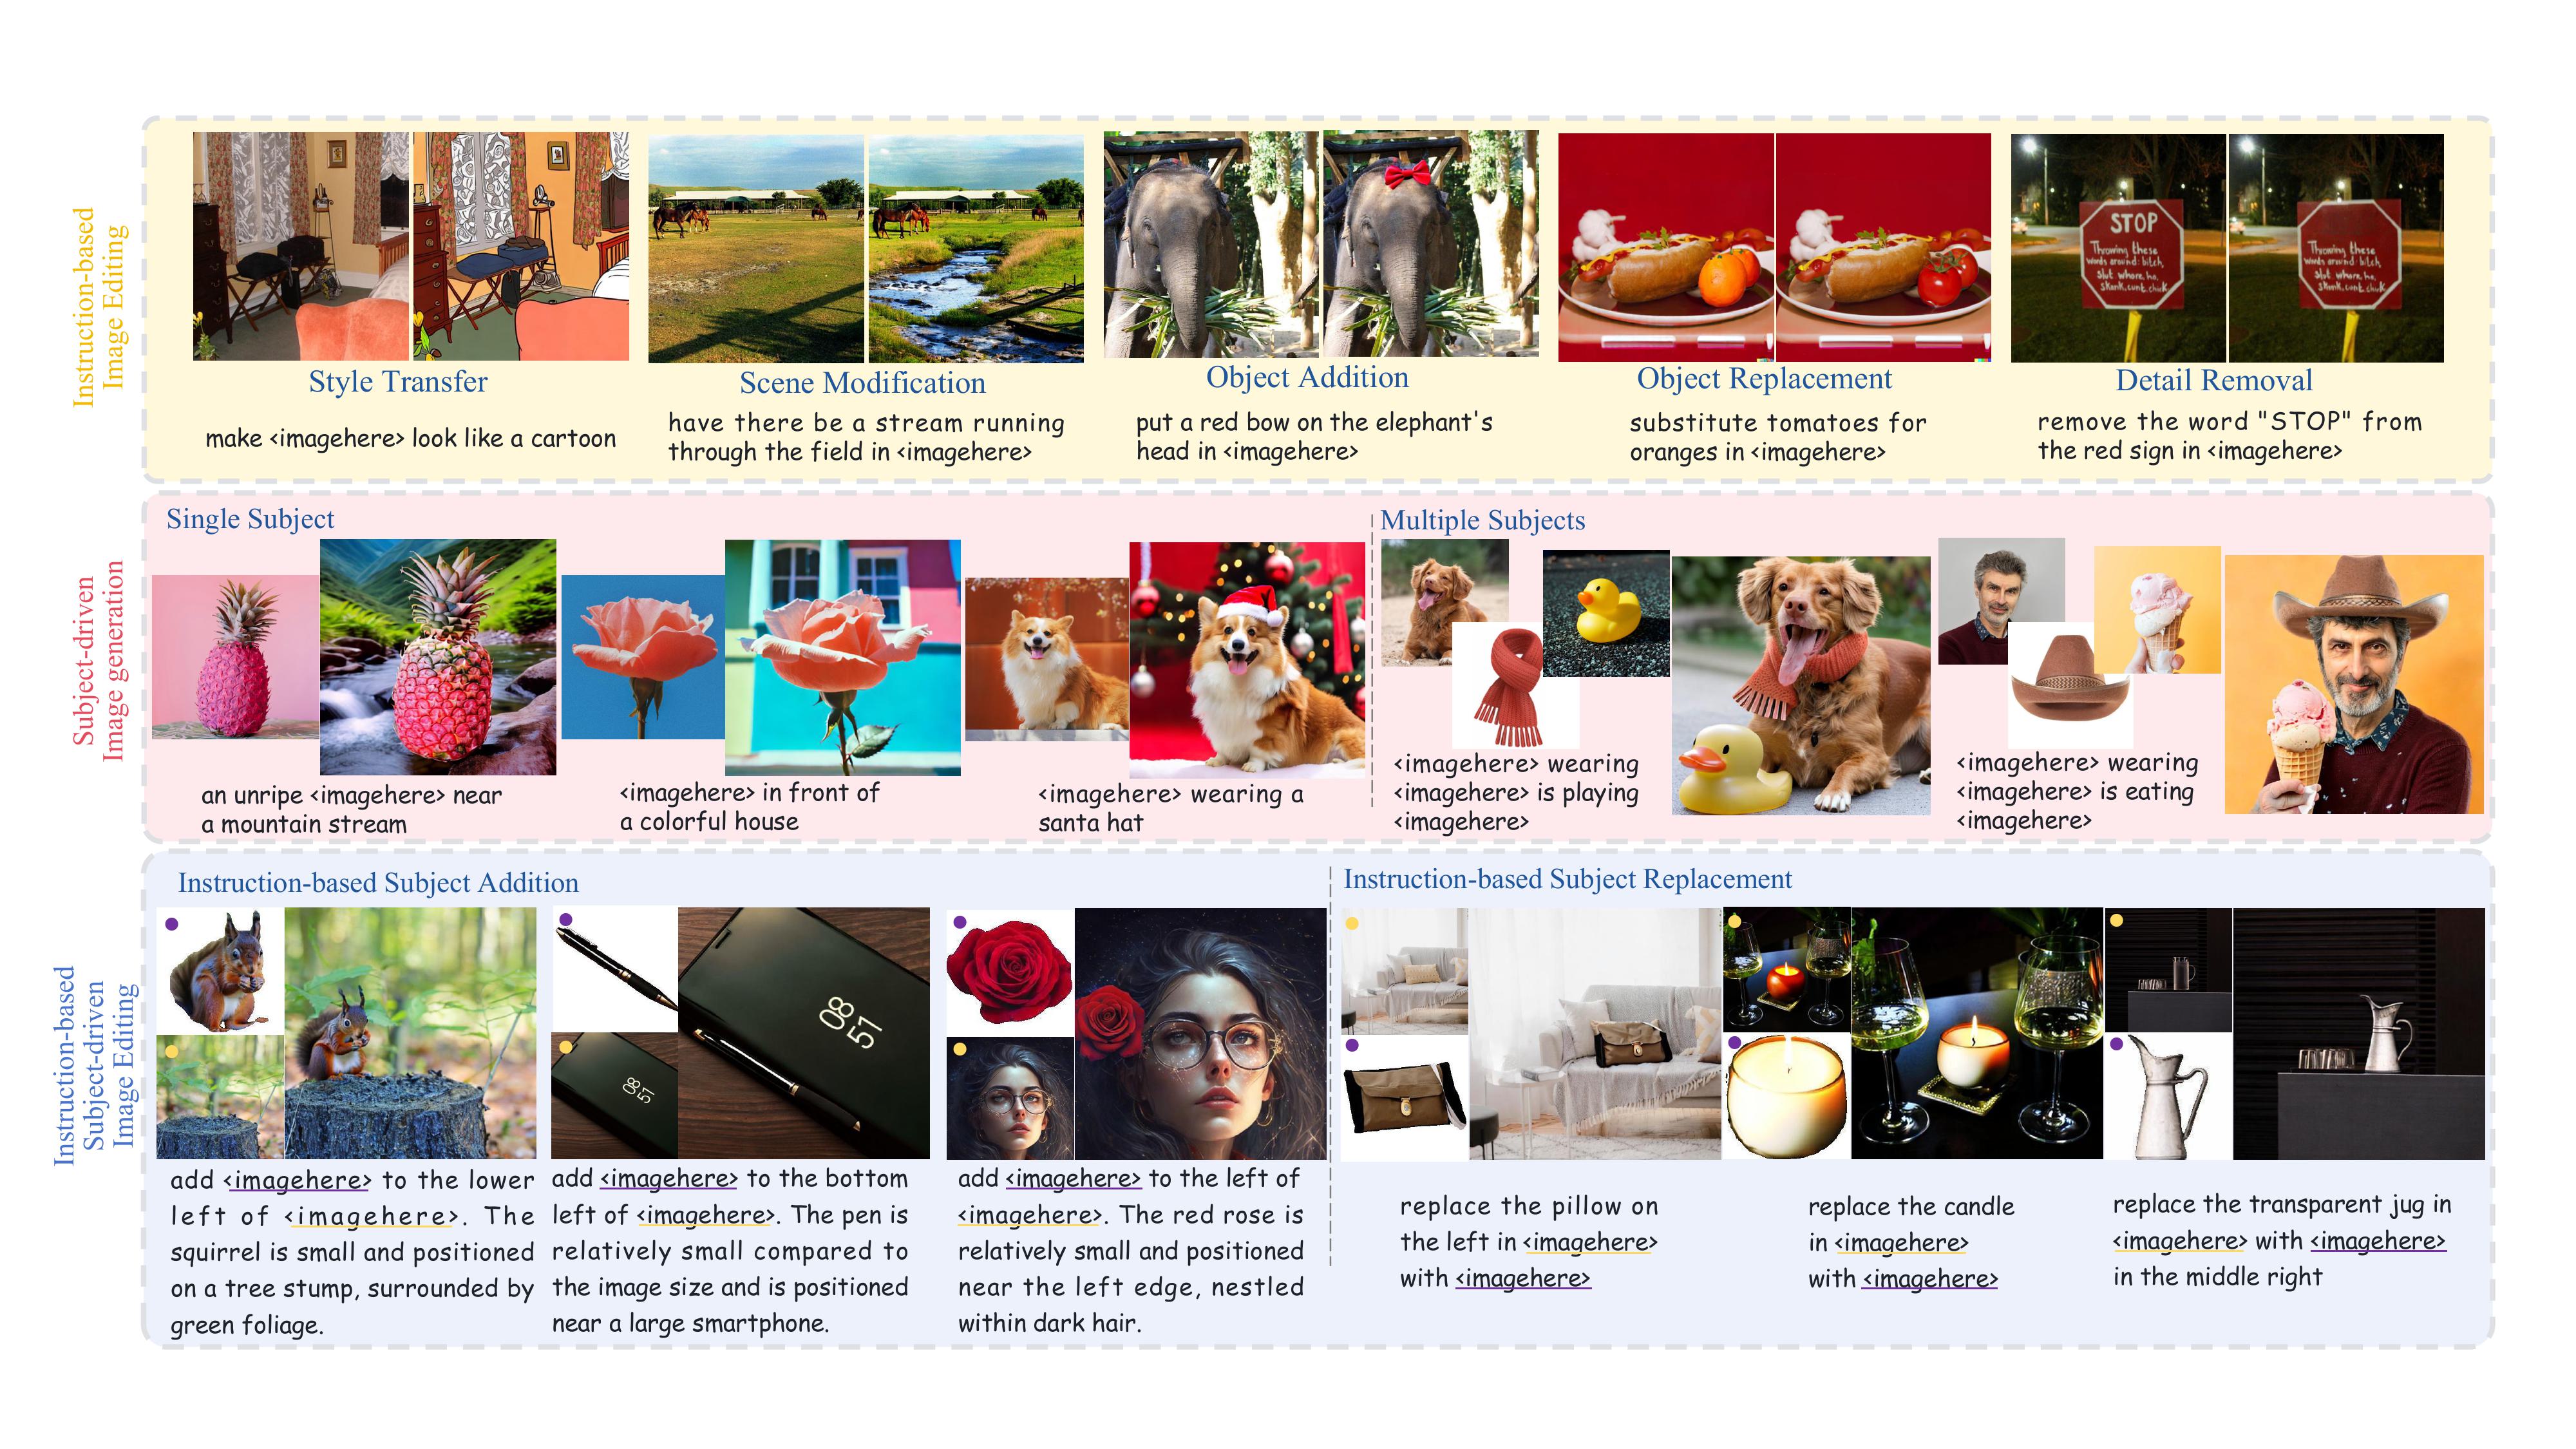 Instruction-based
Image Editing
STOP
Throwing these
words around: bitch,
slut, whore, ho,
skank, cunt, chick
Throwing these
words around: bitch,
slut, whore, ho,
skank, cunt, chick
Style Transfer
make <imagehere> look like a cartoon
Scene Modification
have there be a stream running
through the field in <imagehere>
Object Addition
put a red bow on the elephant's
head in <imagehere>
Object Replacement
substitute tomatoes for
oranges in <imagehere>
Detail Removal
remove the word "STOP" from
the red sign in <imagehere>
Subject-driven
Image generation
Single Subject
an unripe <imagehere> near
a mountain stream
<imagehere> in front of
a colorful house
<imagehere> wearing a
santa hat
Multiple Subjects
<imagehere> wearing
<imagehere> is playing
<imagehere>
<imagehere> wearing
<imagehere> is eating
<imagehere>
Instruction-based
Subject-driven
Image Editing
Instruction-based Subject Addition
add <imagehere> to the lower
left of <imagehere>. The
squirrel is small and positioned
on a tree stump, surrounded by
green foliage.
08
51
08
51
add <imagehere> to the bottom
left of <imagehere>. The pen is
relatively small compared to
the image size and is positioned
near a large smartphone.
add <imagehere> to the left of
<imagehere>. The red rose is
relatively small and positioned
near the left edge, nestled
within dark hair.
Instruction-based Subject Replacement
replace the pillow on
the left in <imagehere>
with <imagehere>
replace the candle
in <imagehere>
with <imagehere>
replace the transparent jug in
<imagehere> with <imagehere>
in the middle right